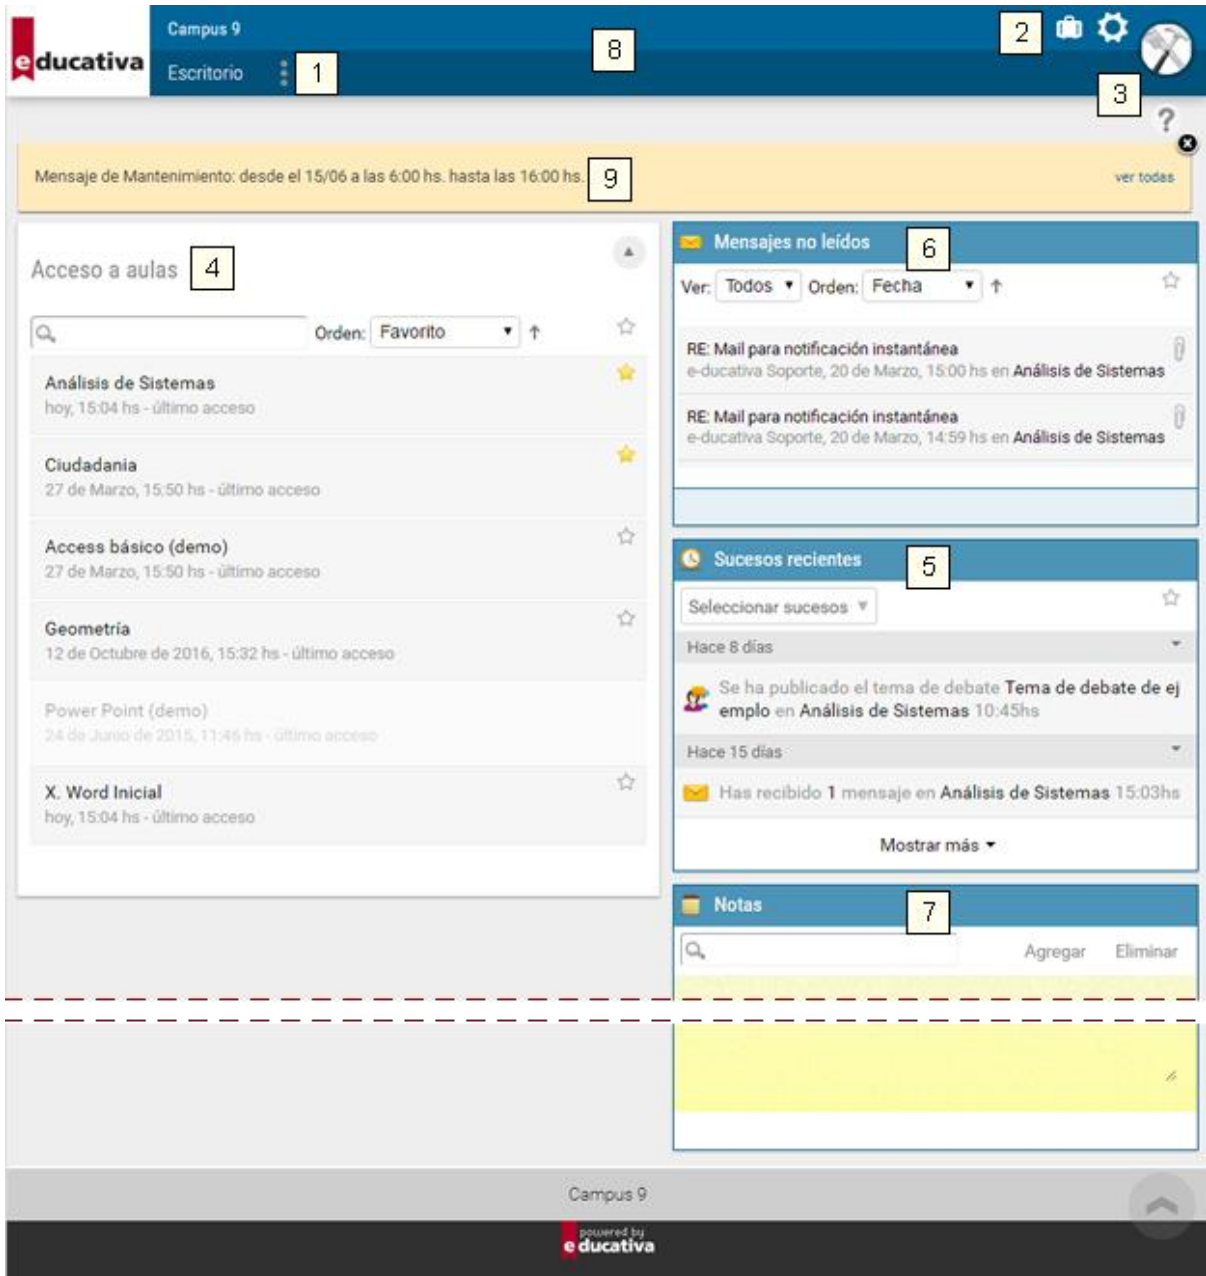 Campus 9
educativa
Escritorio
1
8
2
3
?
Mensaje de Mantenimiento: desde el 15/06 a las 6:00 hs. hasta las 16:00 hs.
9
ver todas
Acceso a aulas
4
Orden: Favorito
Análisis de Sistemas
hoy, 15:04 hs - último acceso
Ciudadania
27 de Marzo, 15:50 hs - último acceso
Access básico (demo)
27 de Marzo, 15:50 hs - último acceso
Geometría
12 de Octubre de 2016, 15:32 hs - último acceso
Power Point (demo)
24 de Junio de 2015, 11:46 hs - último acceso
X. Word Inicial
hoy, 15:04 hs - último acceso
Mensajes no leídos
6
Ver: Todos Orden: Fecha
RE: Mail para notificación instantánea
e-ducativa Soporte, 20 de Marzo, 15:00 hs en Análisis de Sistemas
RE: Mail para notificación instantánea
e-ducativa Soporte, 20 de Marzo, 14:59 hs en Análisis de Sistemas
Sucesos recientes
5
Seleccionar sucesos
Hace 8 días
Se ha publicado el tema de debate Tema de debate de ej
emplo en Análisis de Sistemas 10:45hs
Hace 15 días
Has recibido 1 mensaje en Análisis de Sistemas 15:03hs
Mostrar más
Notas
7
Agregar Eliminar
Campus 9
powered by
educativa